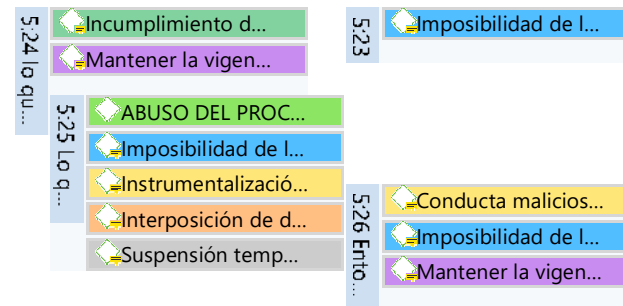 5:24 lo qu...
Incumplimiento d...
Mantener la vigen...
5:25 Lo q...
ABUSO DEL PROC...
Imposibilidad de l...
Instrumentalizació...
Interposición de d...
Suspensión temp...
5:23
Imposibilidad de l...
5:26 Ento...
Conducta malicios...
Imposibilidad de l...
Mantener la vigen...